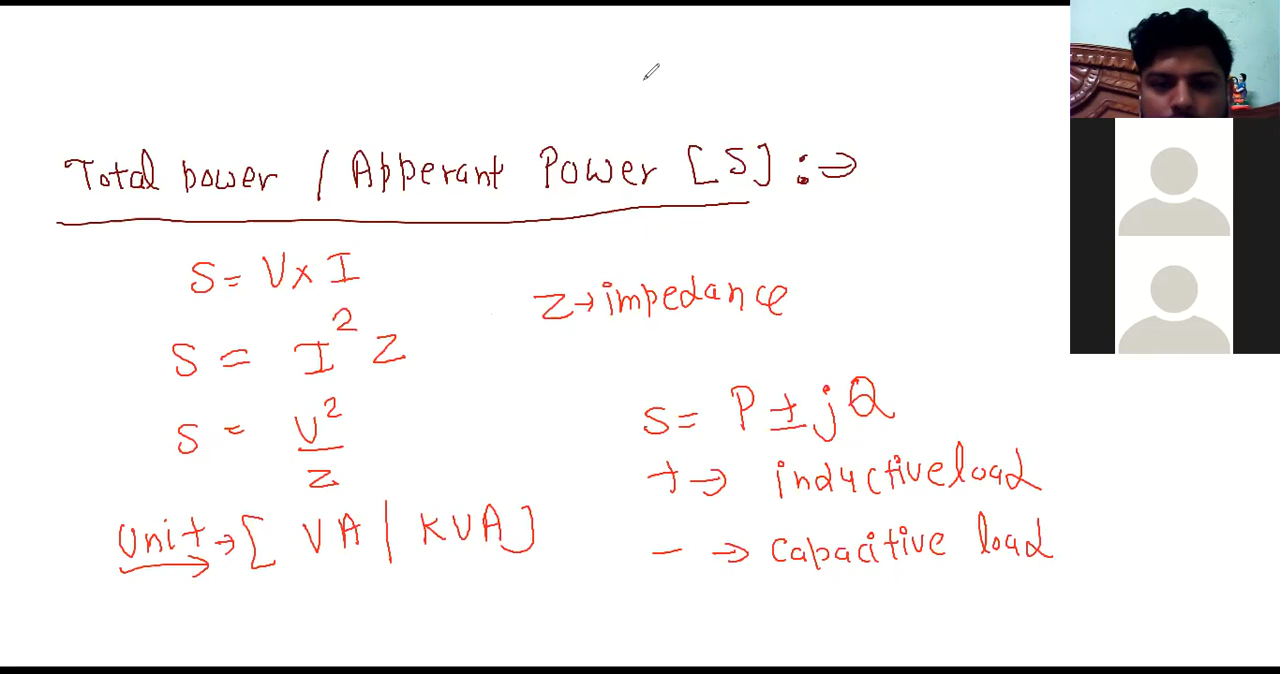 Total power / Apperant Power [S] :⇒
S = V x I
Z → impedance
S = I² Z
S = P ± jQ
S = V²/Z
+ → inductive load
Unit → [ VA | KVA ]
− → capacitive load